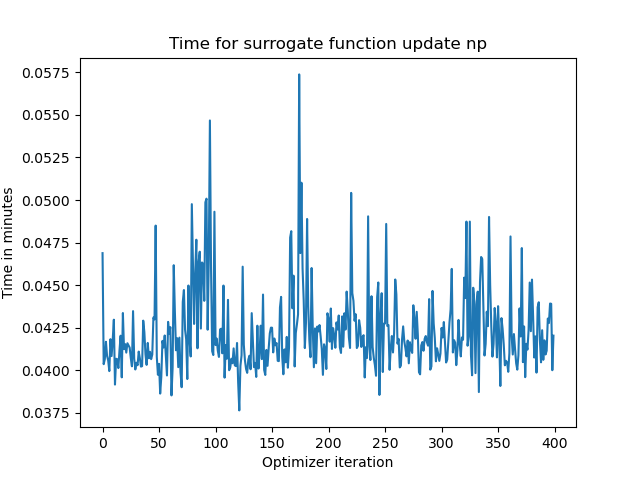 Time for surrogate function update np
0.0575
0.0550
0.0525
0.0500
0.0475
0.0450
0.0425
0.0400
0.0375
Time in minutes
0 50 100 150 200 250 300 350 400
Optimizer iteration